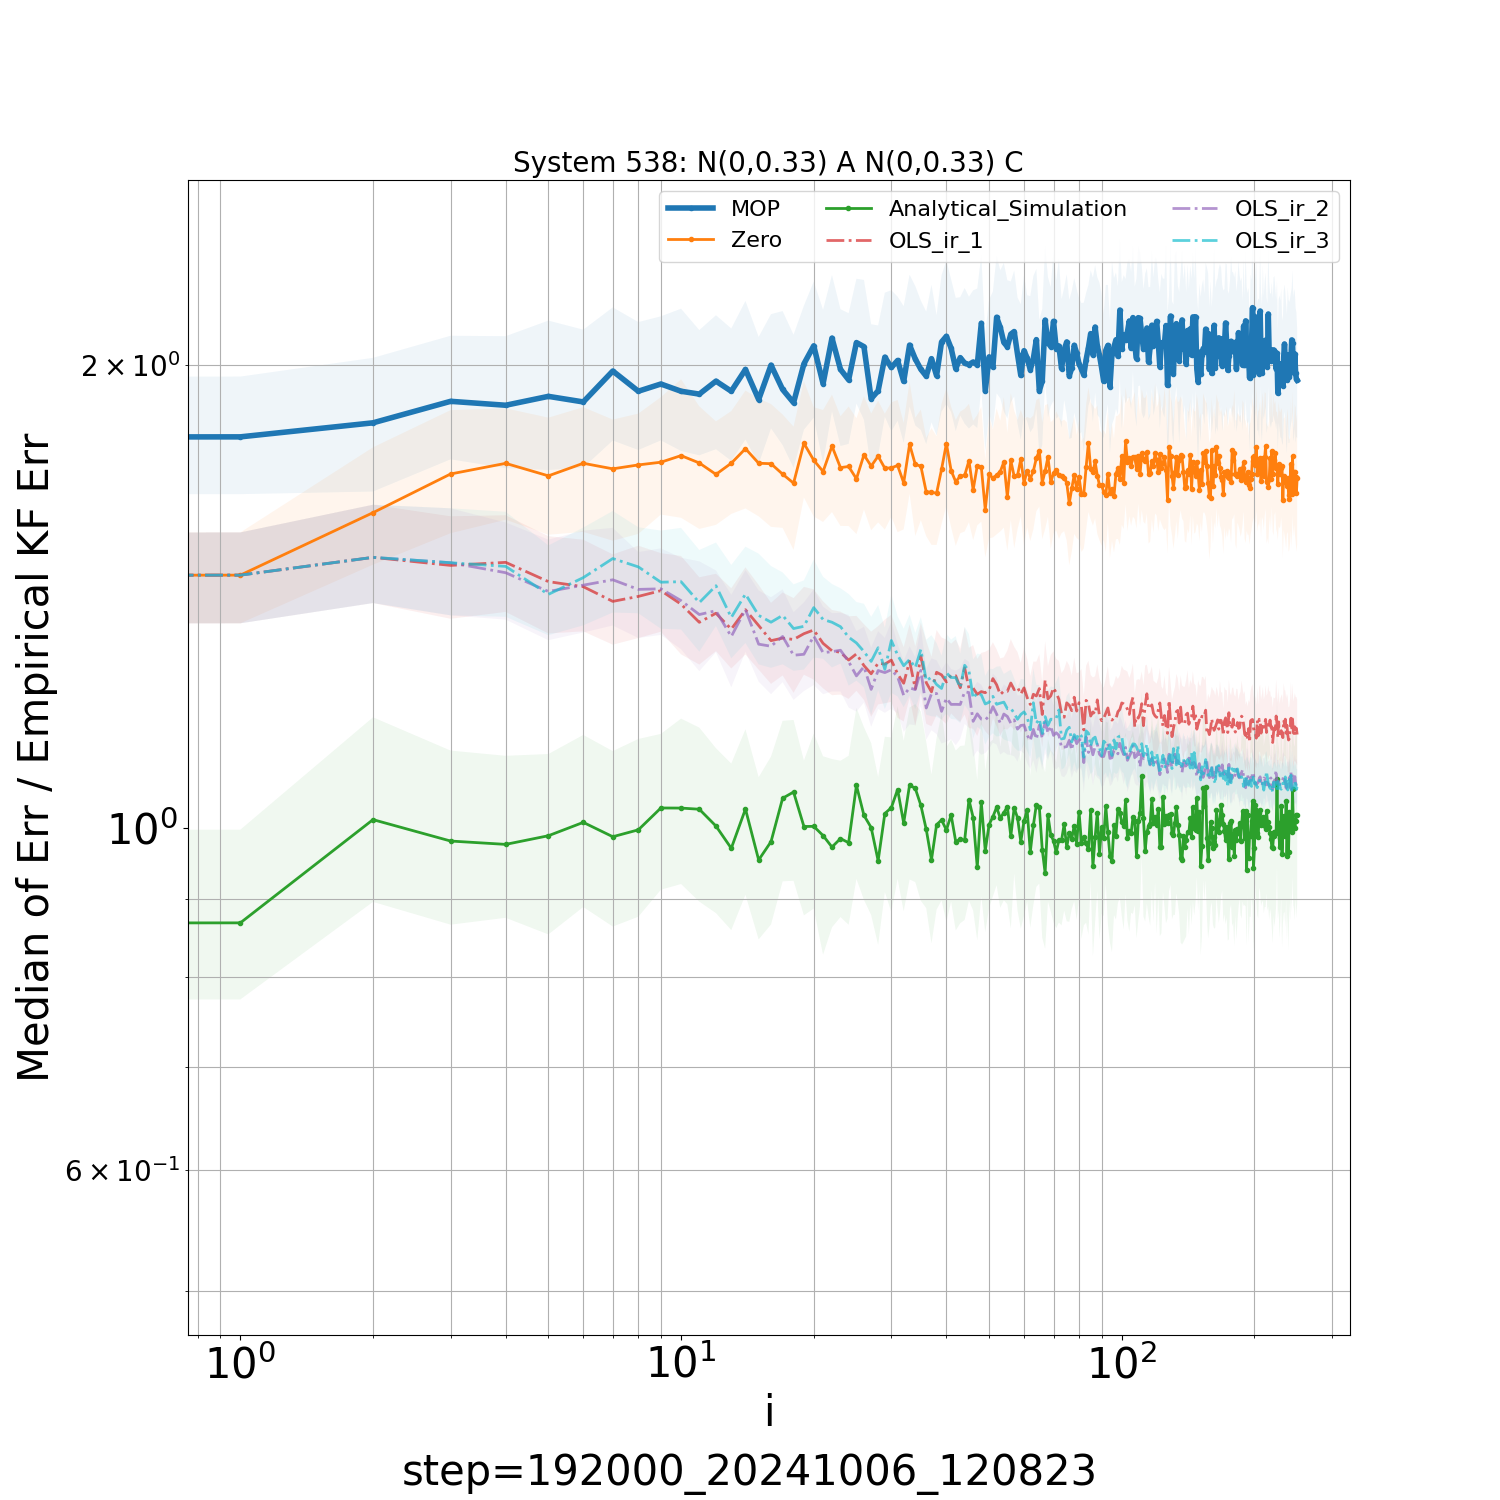 System 538: N(0,0.33) A N(0,0.33) C
MOP
Zero
Analytical_Simulation
OLS_ir_1
OLS_ir_2
OLS_ir_3
Median of Err / Empirical KF Err
2 × 10⁰
10⁰
6 × 10⁻¹
10⁰
10¹
10²
i
step=192000_20241006_120823